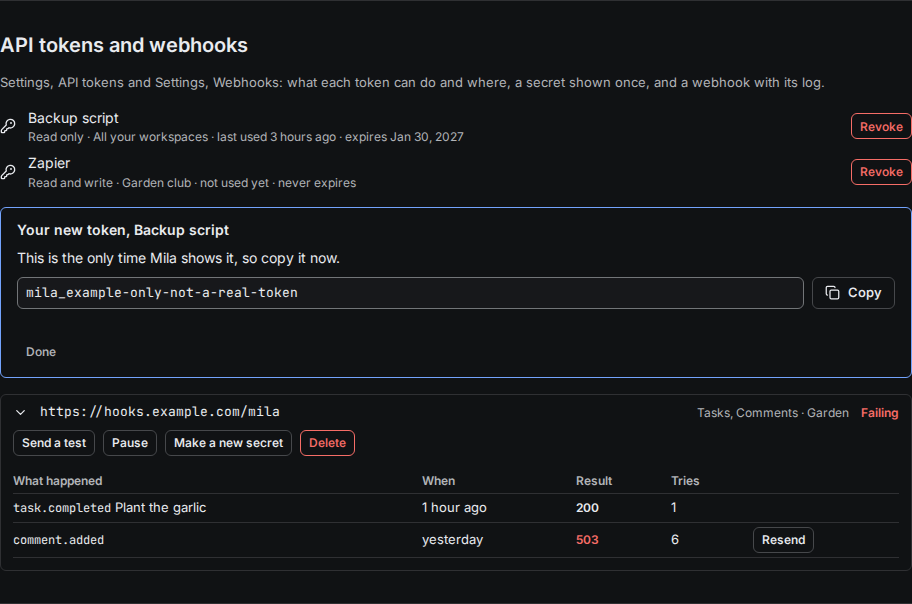 API tokens and webhooks
Settings, API tokens and Settings, Webhooks: what each token can do and where, a secret shown once, and a webhook with its log.
Backup script
Read only · All your workspaces · last used 3 hours ago · expires Jan 30, 2027
Revoke
Zapier
Read and write · Garden club · not used yet · never expires
Revoke
Your new token, Backup script
This is the only time Mila shows it, so copy it now.
mila_example-only-not-a-real-token
Copy
Done
https://hooks.example.com/mila Tasks, Comments · Garden Failing
Send a test Pause Make a new secret Delete
What happened When Result Tries
task.completed Plant the garlic 1 hour ago 200 1
comment.added yesterday 503 6 Resend